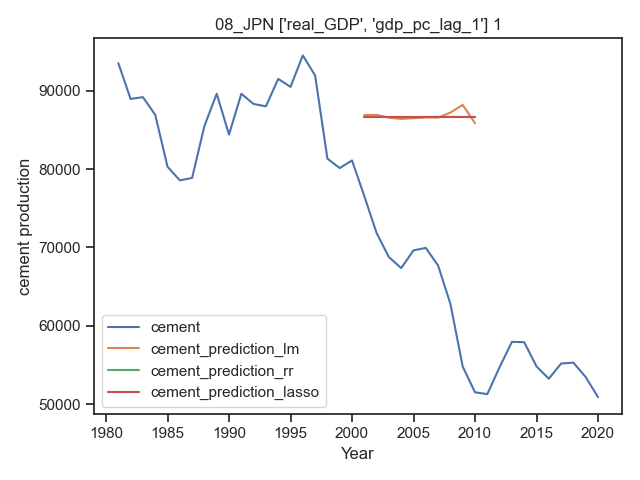 08_JPN ['real_GDP', 'gdp_pc_lag_1'] 1
cement production
90000
80000
70000
60000
50000
cement
cement_prediction_lm
cement_prediction_rr
cement_prediction_lasso
1980 1985 1990 1995 2000 2005 2010 2015 2020
Year